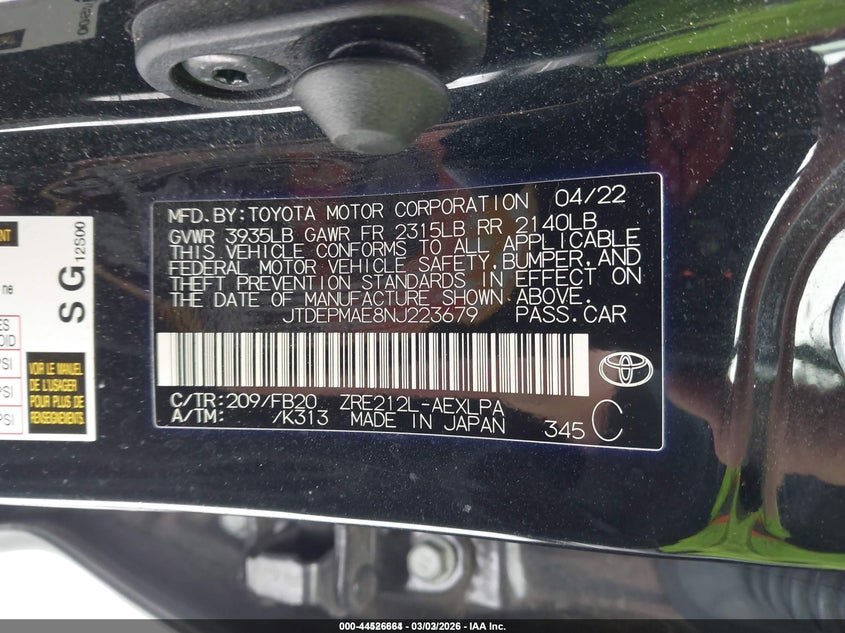 MFD.BY:TOYOTA MOTOR CORPORATION 04/22
GVWR 3935LB GAWR FR 2315LB RR 2140LB
THIS VEHICLE CONFORMS TO ALL APPLICABLE
FEDERAL MOTOR VEHICLE SAFETY,BUMPER,AND
THEFT PREVENTION STANDARDS IN EFFECT ON
THE DATE OF MANUFACTURE SHOWN ABOVE.
JTDEPMAE8NJ223679 PASS.CAR
C/TR:209/FB20 ZRE212L-AEXLPA
A/TM: /K313 MADE IN JAPAN 345 C
SG
12S00
ne
PSI
PSI
VOIR LE MANUEL
DE L'USAGER
POUR PLUS DE
RENSEIGNEMENTS
03/03/2026 - IAA Inc.